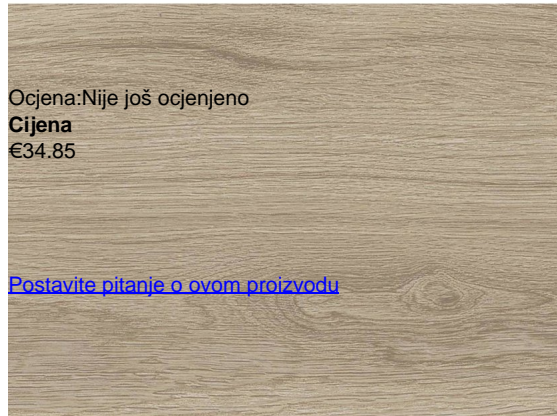 Ocjena:Nije još ocjenjeno
Cijena
€34.85
Postavite pitanje o ovom proizvodu